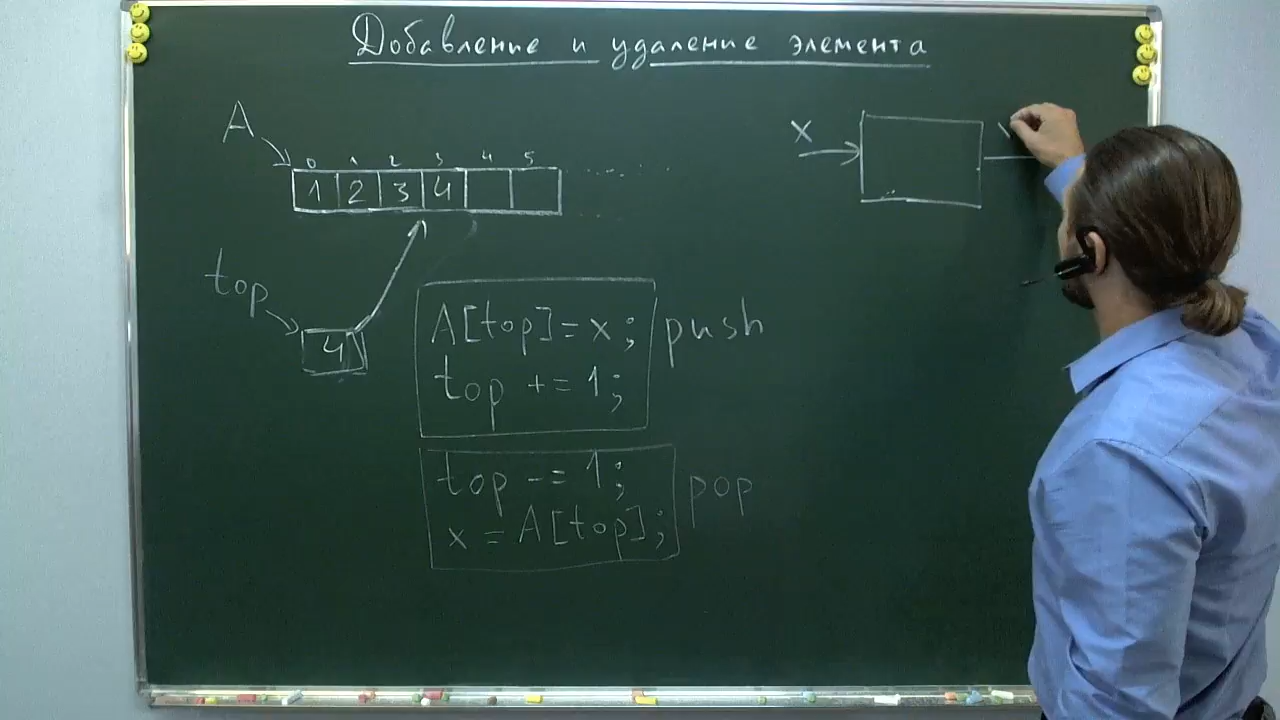 Добавление и удаление элемента
A
0 1 2 3 4 5
1 2 3 4
top
4
A[top]=x;
top += 1;
push
top -= 1;
x = A[top];
pop
x